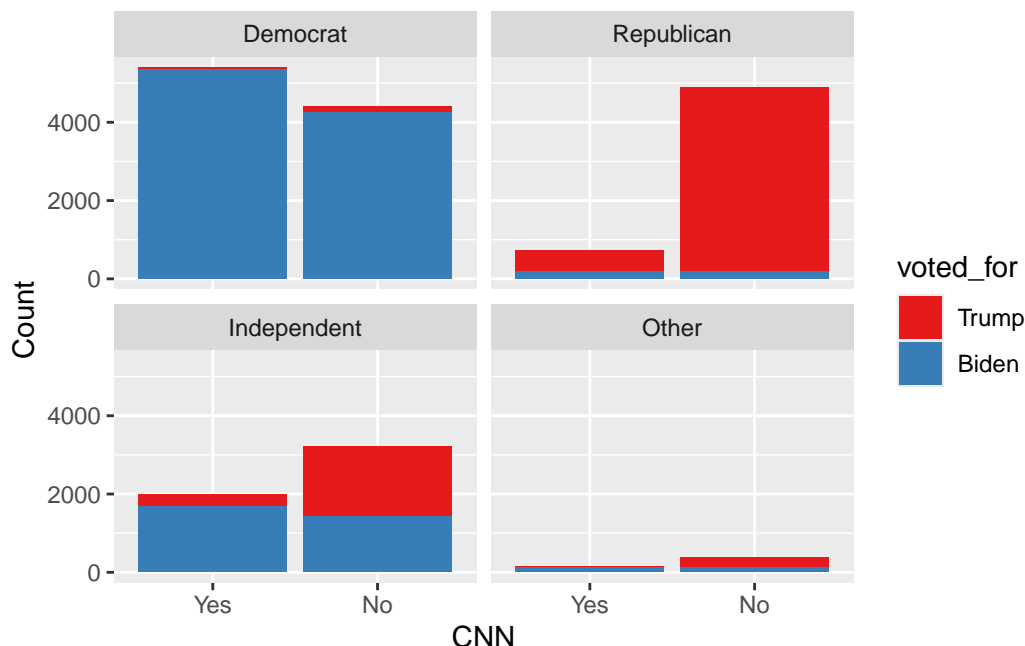 Democrat
Republican
4000
2000
0
Independent
Other
4000
2000
0
Yes
No
Yes
No
CNN
Count
voted_for
Trump
Biden